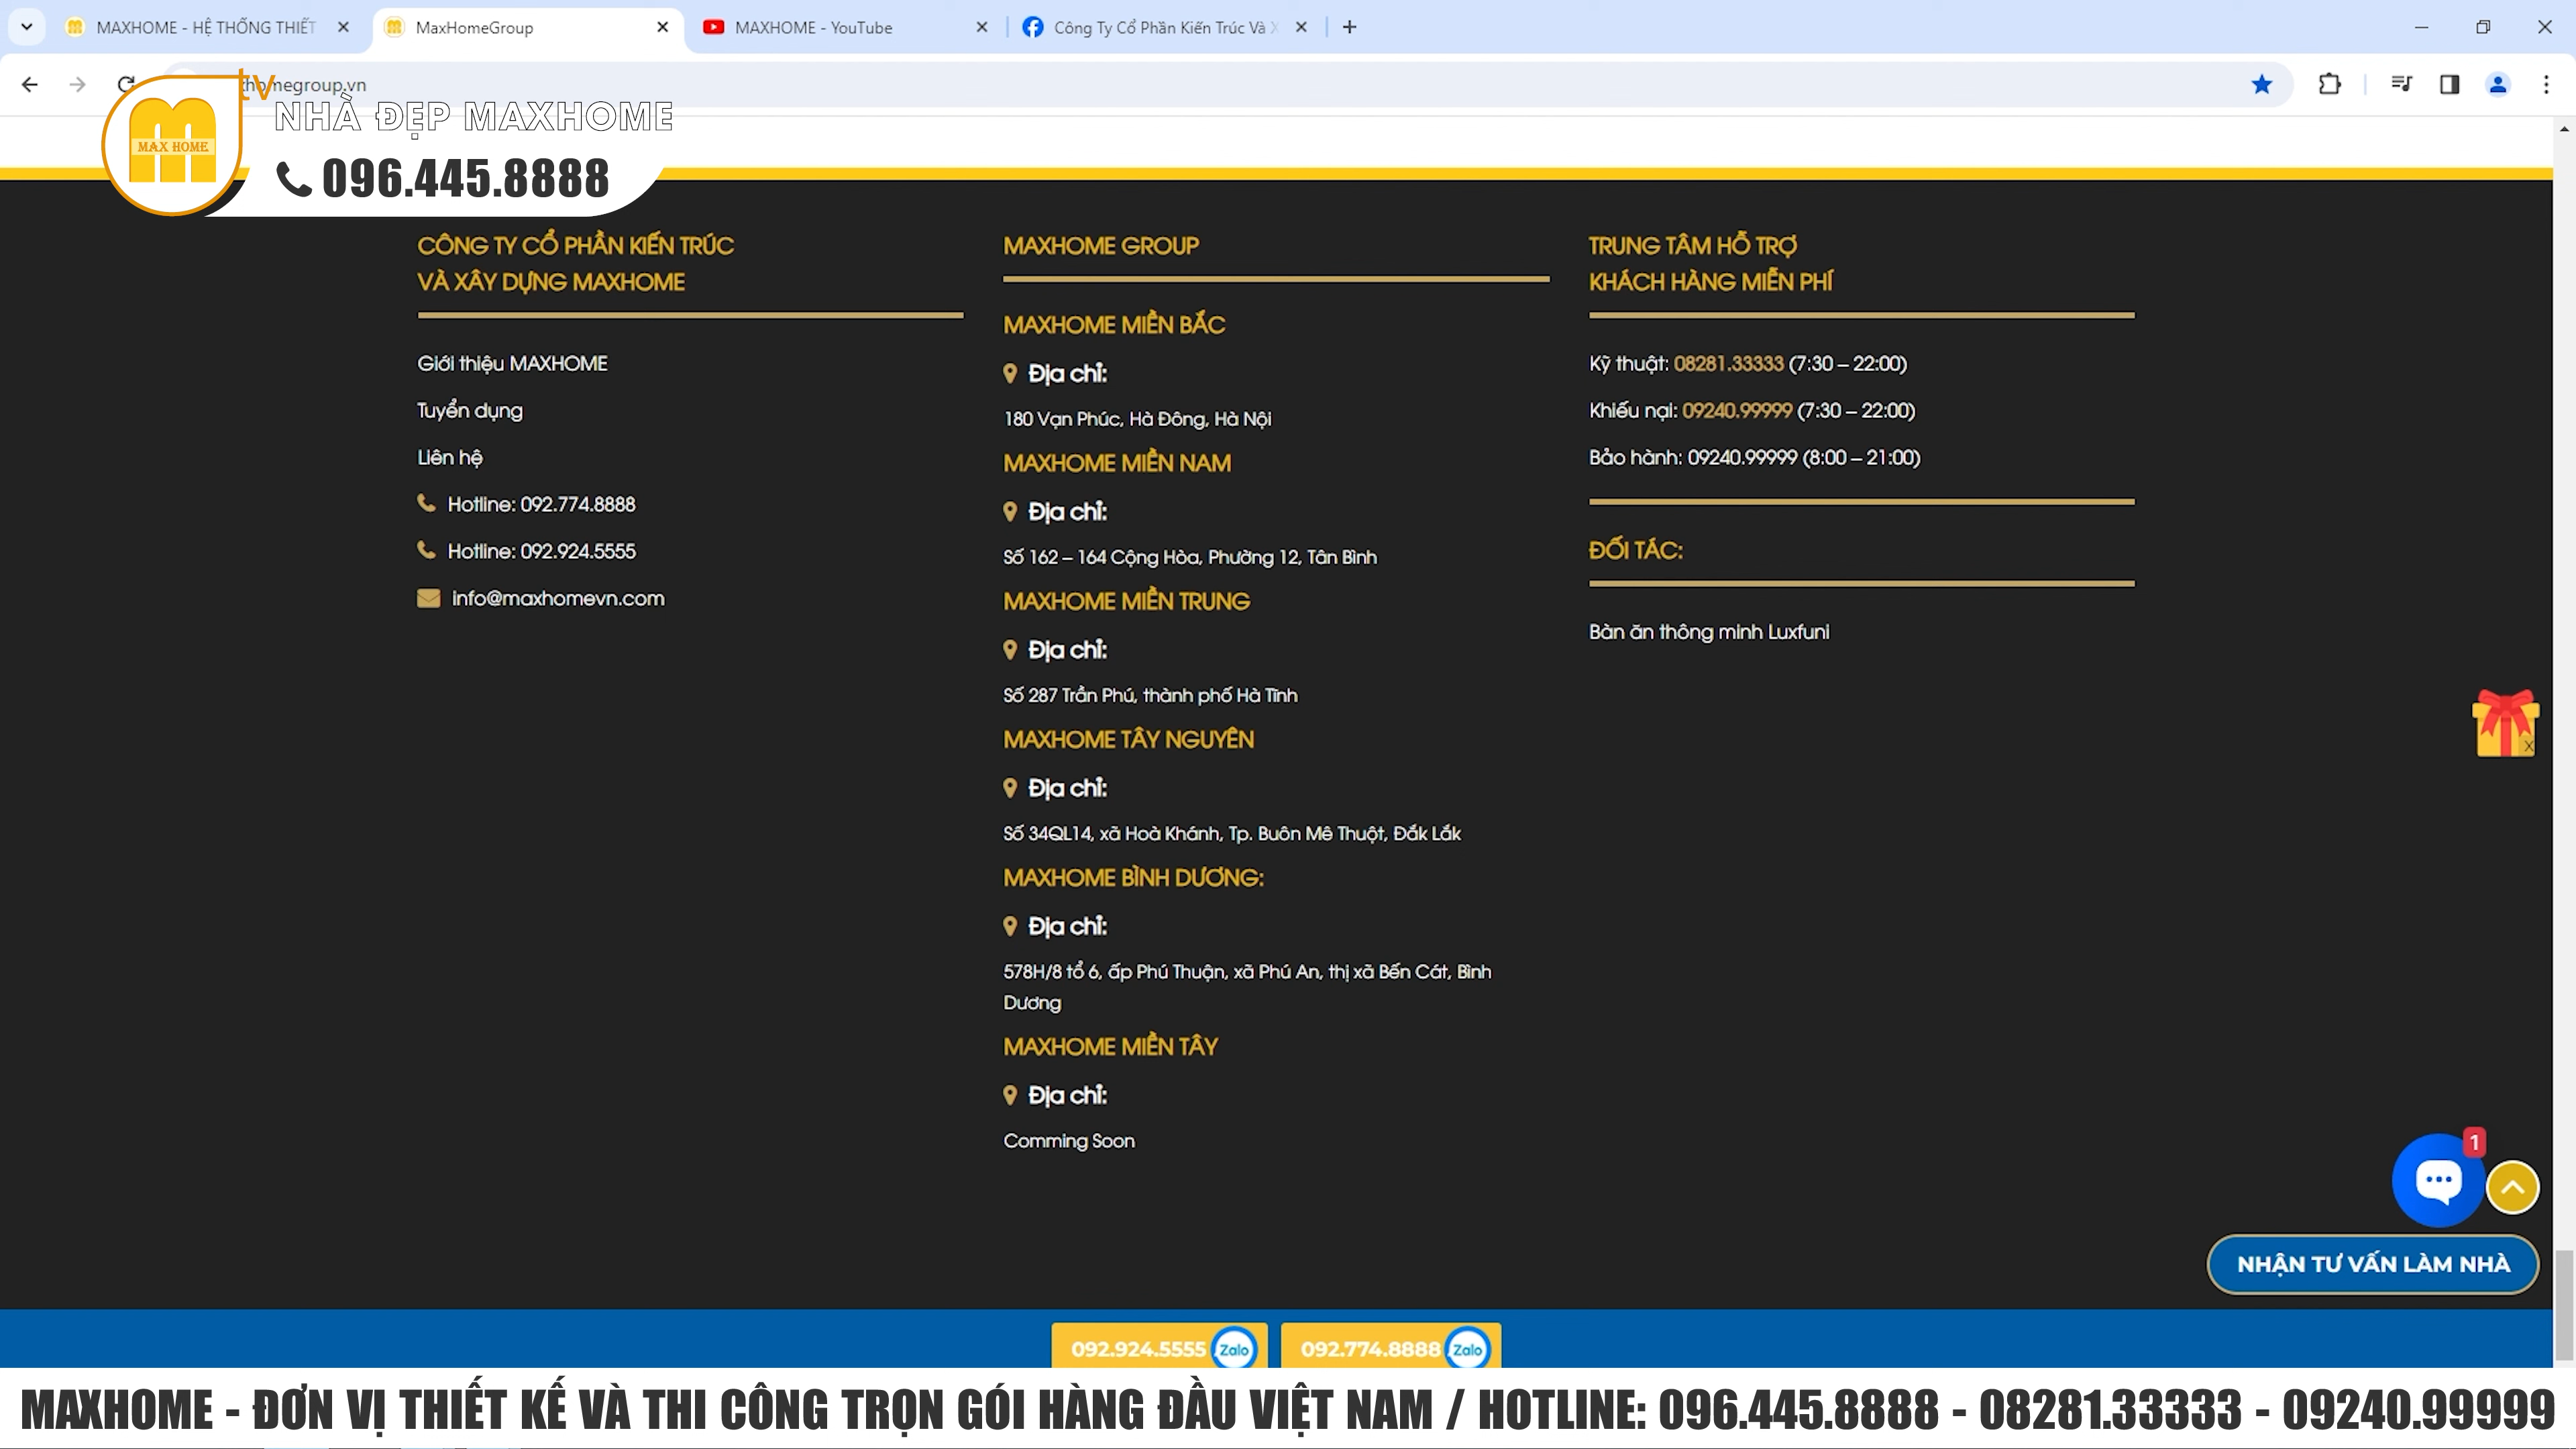 MAXHOME - HỆ THỐNG THIẾT
MaxHomeGroup
MAXHOME - YouTube
Công Ty Cổ Phần Kiến Trúc Và X
homegroup.vn
tv
NHÀ ĐẸP MAXHOME
MAX HOME
096.445.8888
CÔNG TY CỔ PHẦN KIẾN TRÚC
VÀ XÂY DỰNG MAXHOME
Giới thiệu MAXHOME
Tuyển dụng
Liên hệ
Hotline: 092.774.8888
Hotline: 092.924.5555
info@maxhomevn.com
MAXHOME GROUP
MAXHOME MIỀN BẮC
Địa chỉ:
180 Vạn Phúc, Hà Đông, Hà Nội
MAXHOME MIỀN NAM
Địa chỉ:
Số 162 – 164 Cộng Hòa, Phường 12, Tân Bình
MAXHOME MIỀN TRUNG
Địa chỉ:
Số 287 Trần Phú, thành phố Hà Tĩnh
MAXHOME TÂY NGUYÊN
Địa chỉ:
Số 34QL14, xã Hoà Khánh, Tp. Buôn Mê Thuột, Đắk Lắk
MAXHOME BÌNH DƯƠNG:
Địa chỉ:
578H/8 tổ 6, ấp Phú Thuận, xã Phú An, thị xã Bến Cát, Bình
Dương
MAXHOME MIỀN TÂY
Địa chỉ:
Comming Soon
TRUNG TÂM HỖ TRỢ
KHÁCH HÀNG MIỄN PHÍ
Kỹ thuật: 08281.33333 (7:30 – 22:00)
Khiếu nại: 09240.99999 (7:30 – 22:00)
Bảo hành: 09240.99999 (8:00 – 21:00)
ĐỐI TÁC:
Bàn ăn thông minh Luxfuni
X
1
NHẬN TƯ VẤN LÀM NHÀ
092.924.5555 Zalo
092.774.8888 Zalo
MAXHOME - ĐƠN VỊ THIẾT KẾ VÀ THI CÔNG TRỌN GÓI HÀNG ĐẦU VIỆT NAM / HOTLINE: 096.445.8888 - 08281.33333 - 09240.99999